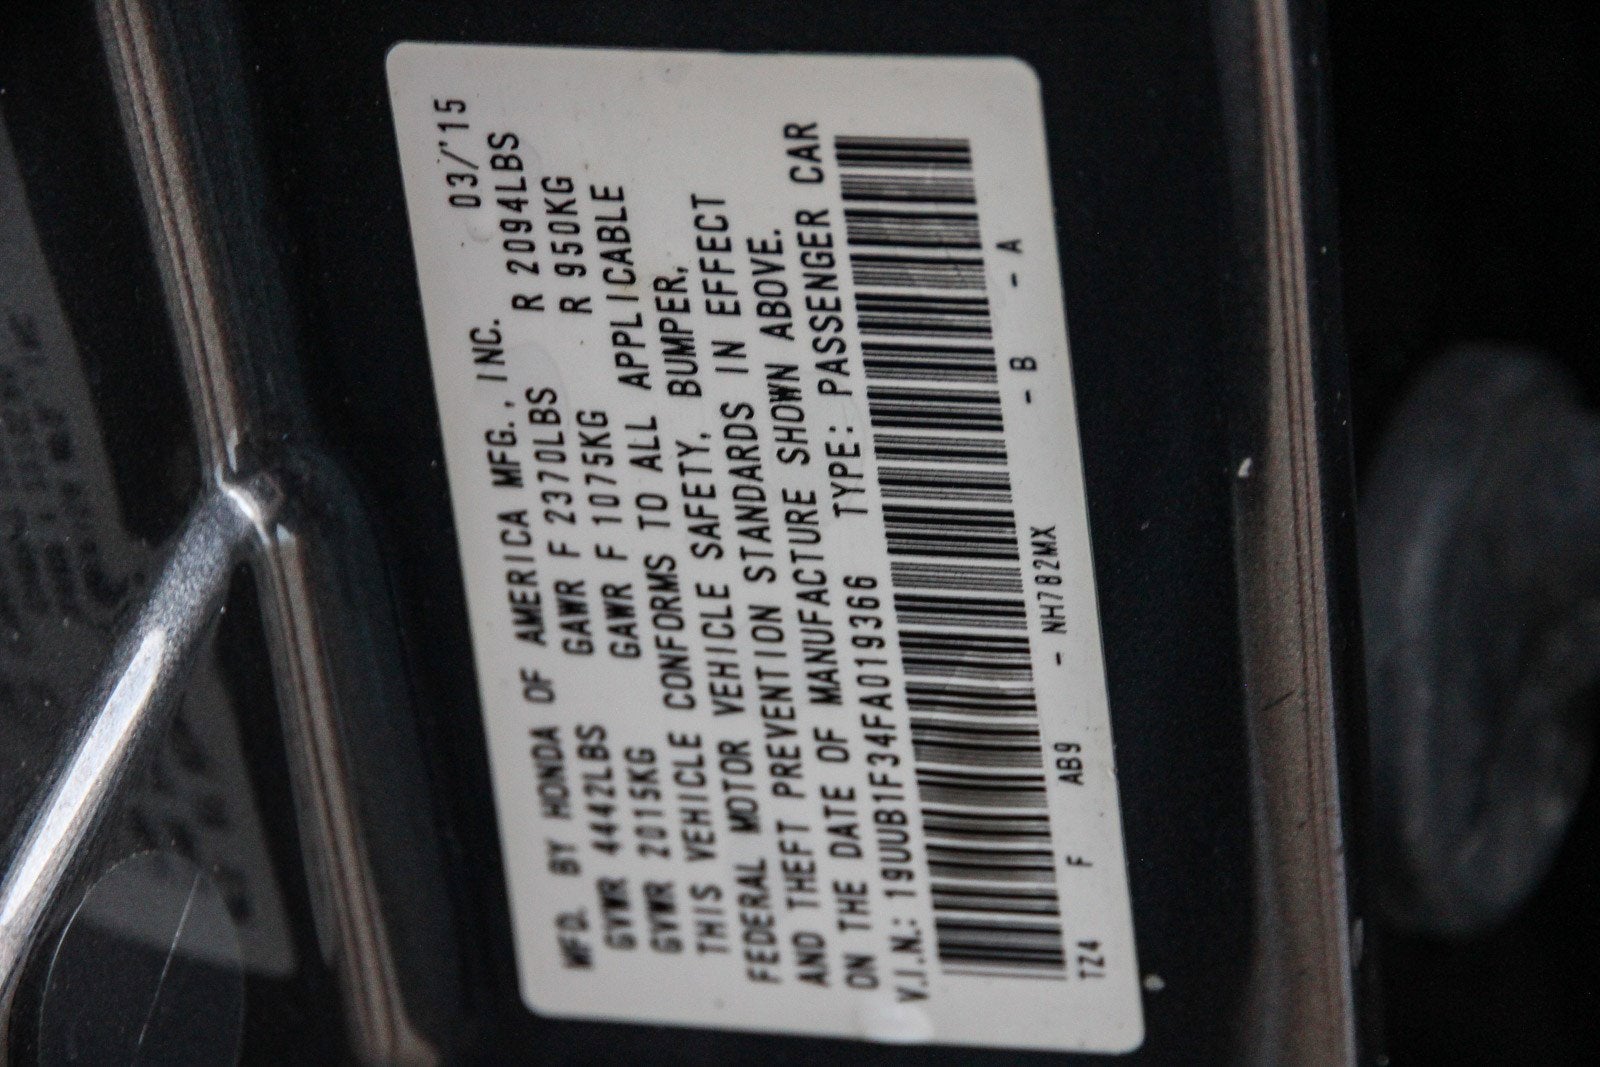 MFD. BY HONDA OF AMERICA MFG., INC. 03/'15
GVWR 4442LBS GAWR F 2370LBS R 2094LBS
GVWR 2015KG GAWR F 1075KG R 950KG
THIS VEHICLE CONFORMS TO ALL APPLICABLE
FEDERAL MOTOR VEHICLE SAFETY, BUMPER,
AND THEFT PREVENTION STANDARDS IN EFFECT
ON THE DATE OF MANUFACTURE SHOWN ABOVE.
V.I.N.: 19UUB1F34FA019366 TYPE: PASSENGER CAR
TZ4 F AB9 - NH782MX - B - A